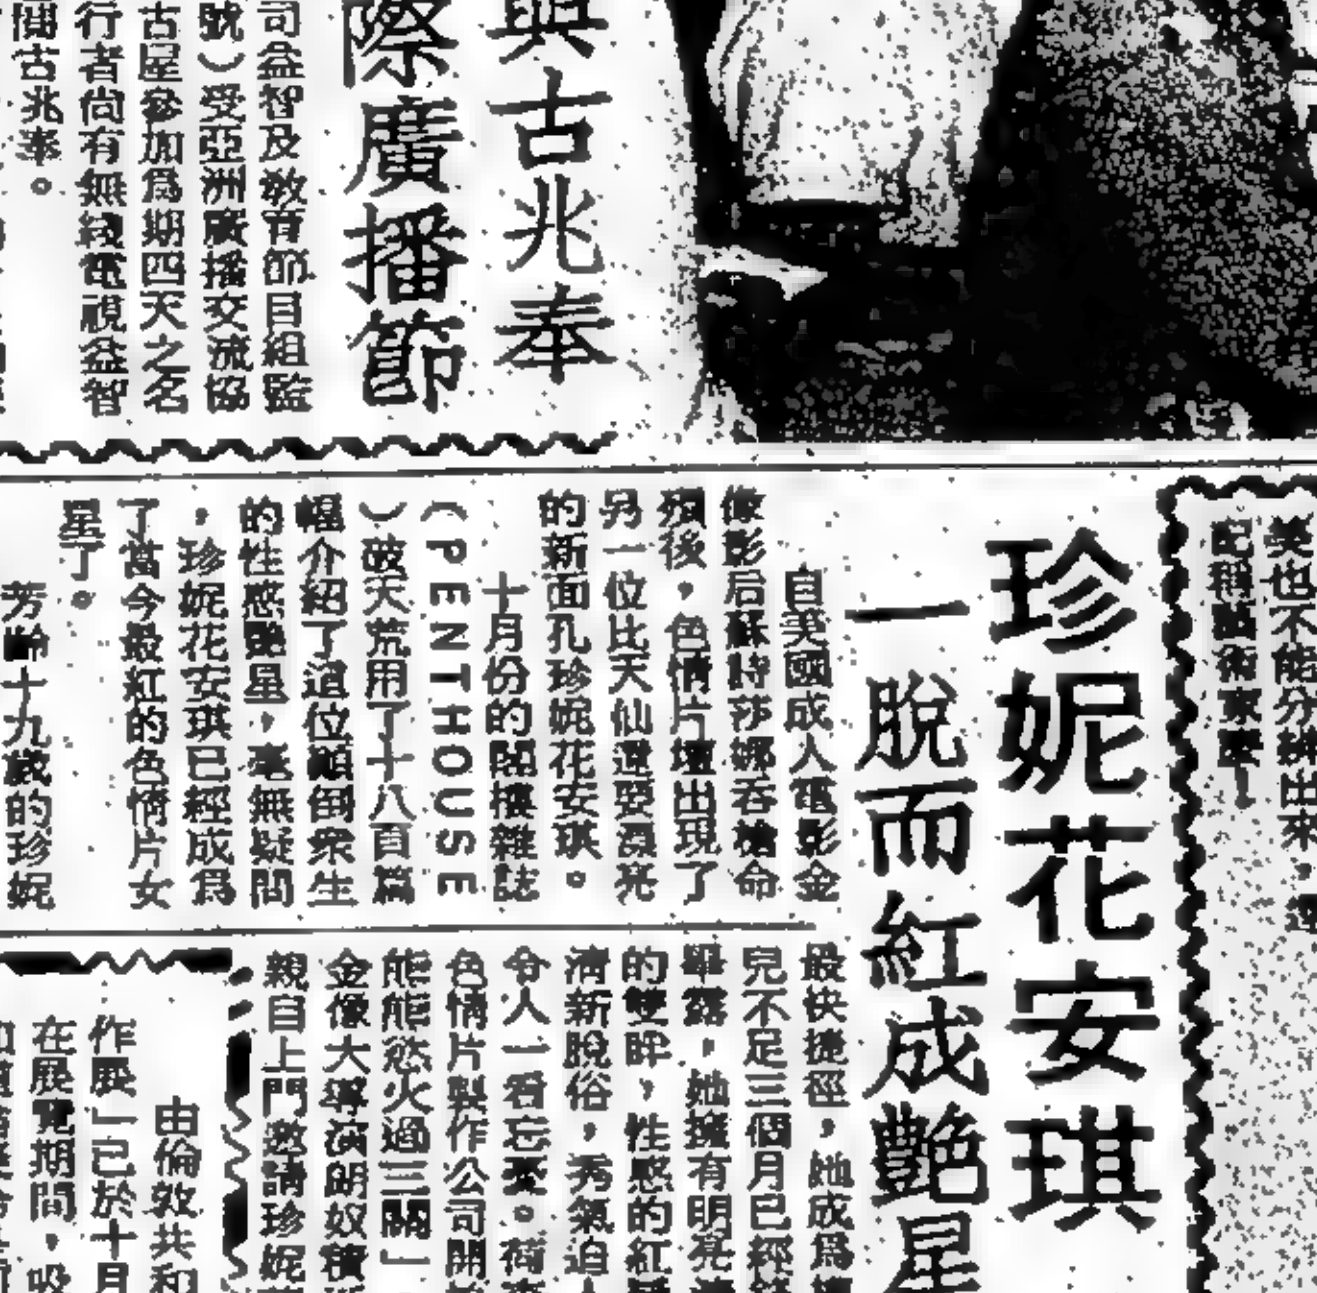 與古兆奉
際廣播節
司益智及教育節目組監
號)受亞洲廣播交流協
古屋參加爲期四天之名
行者尚有無綫電視益智
聞古兆奉。
美也不能分辨出來,
珍妮花安琪
一脫而紅成艷星
自美國成人電影金
像影后蘇詩莎娜吞槍命
殞後,色情片壇出現了
另一位比天仙還要漂亮
的新面孔珍妮花安琪。
十月份的閣樓雜誌
(PENTHOUSE
)破天荒用了十八頁篇
幅介紹了這位顛倒衆生
的性感艷星,毫無疑問
,珍妮花安琪已經成爲
了當今最紅的色情片女
星了。
芳齡十九歲的珍妮
最快捷徑,她成爲
兒不足三個月已經
畢露,她擁有明亮
的雙眸,性感的紅
清新脫俗,秀氣迫
令人一看忘憂。荷
色情片製作公司開
熊熊慾火過三關」
金像大導演朗奴積
親自上門邀請珍妮
由倫敦共和
作展」已於十月
在展覽期間,吸